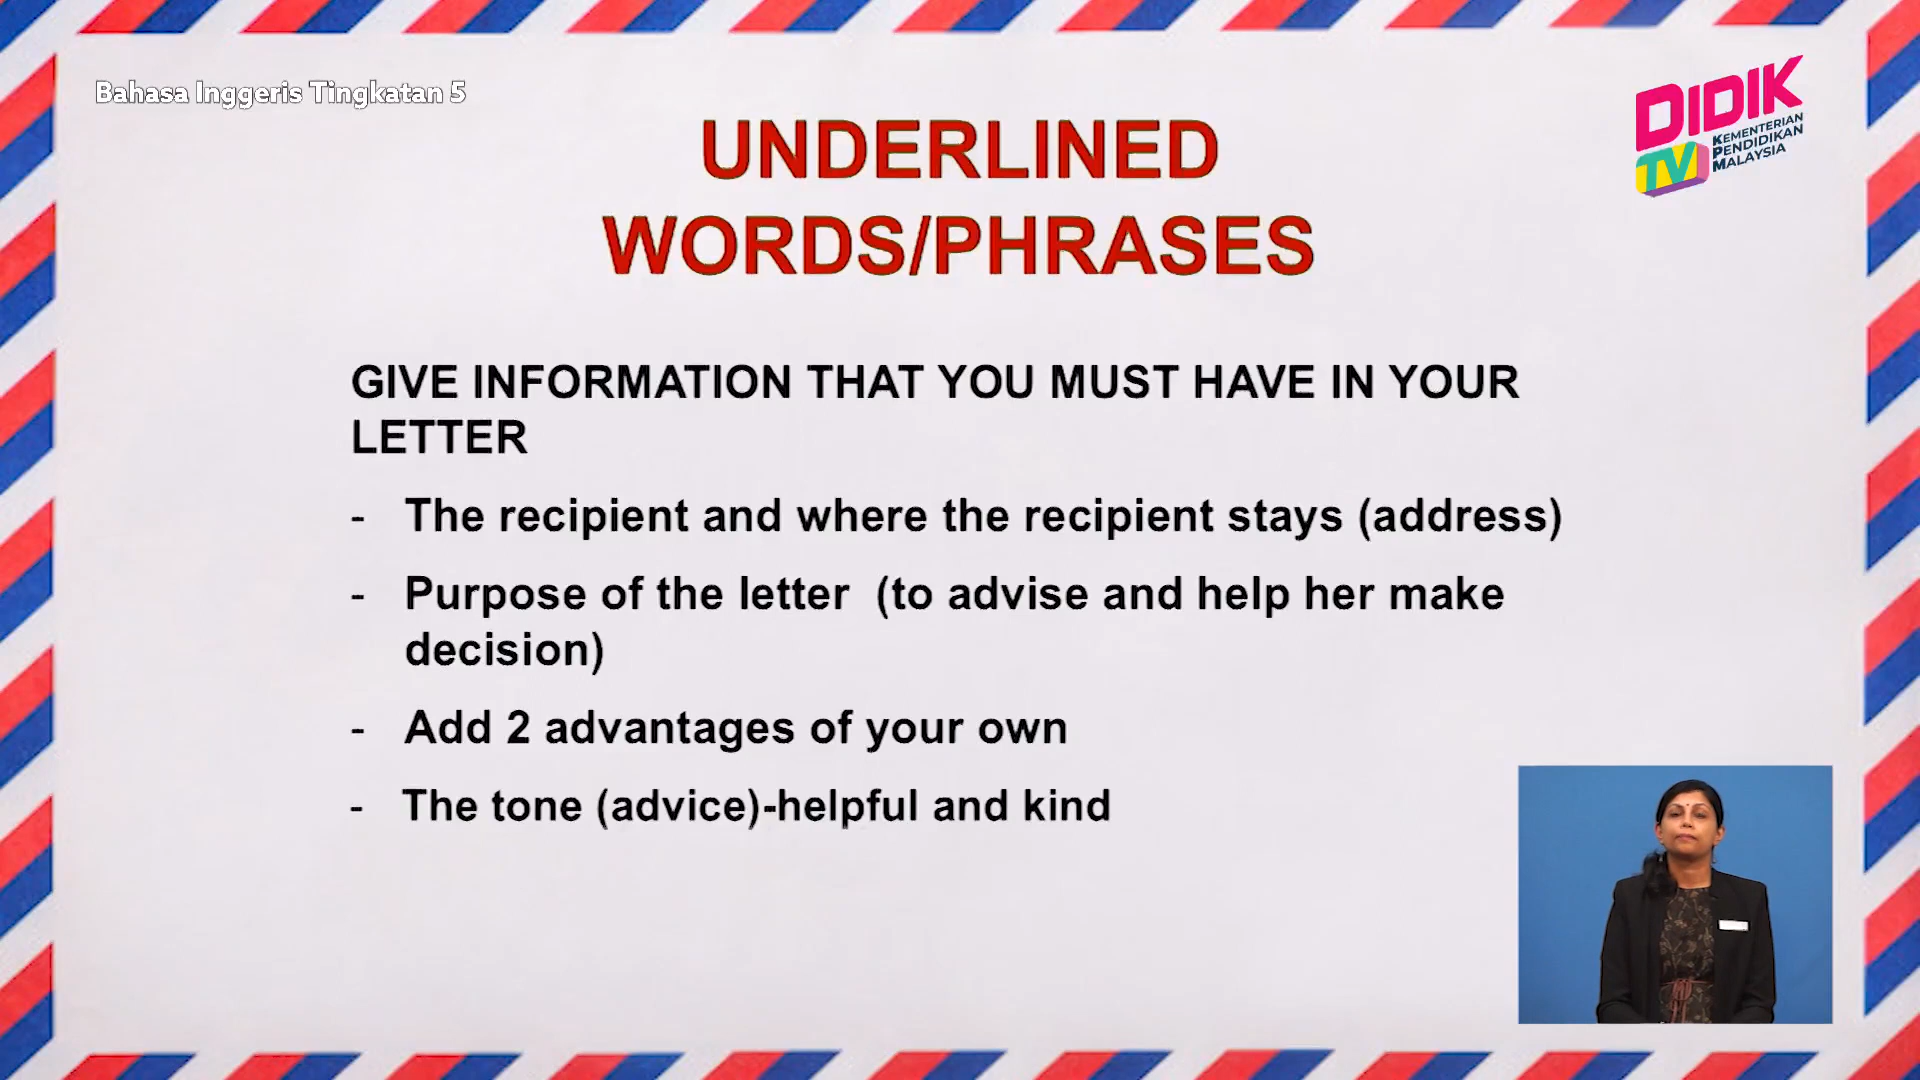 Bahasa Inggeris Tingkatan 5
DIDIK
TV
KEMENTERIAN
PENDIDIKAN
MALAYSIA
UNDERLINED
WORDS/PHRASES
GIVE INFORMATION THAT YOU MUST HAVE IN YOUR
LETTER
- The recipient and where the recipient stays (address)
- Purpose of the letter (to advise and help her make
decision)
- Add 2 advantages of your own
- The tone (advice)-helpful and kind